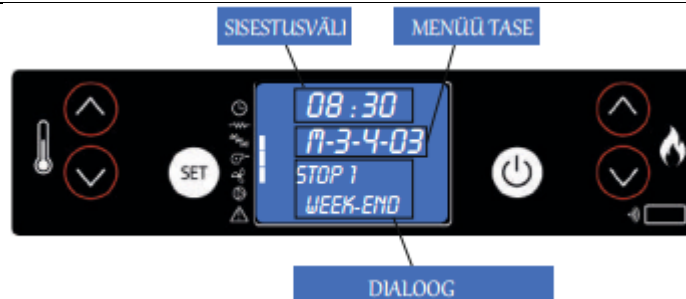 SISESTUSVÄLI
MENÜÜ TASE
08:30
M-3-4-03
SET
STOP 1
WEEK-END
DIALOOG